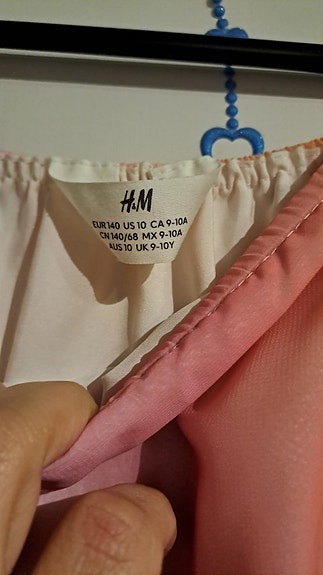 H&M
EUR 140 US 10 CA 9-10A
CN 140/68 MX 9-10A
AUS 10 UK 9-10Y